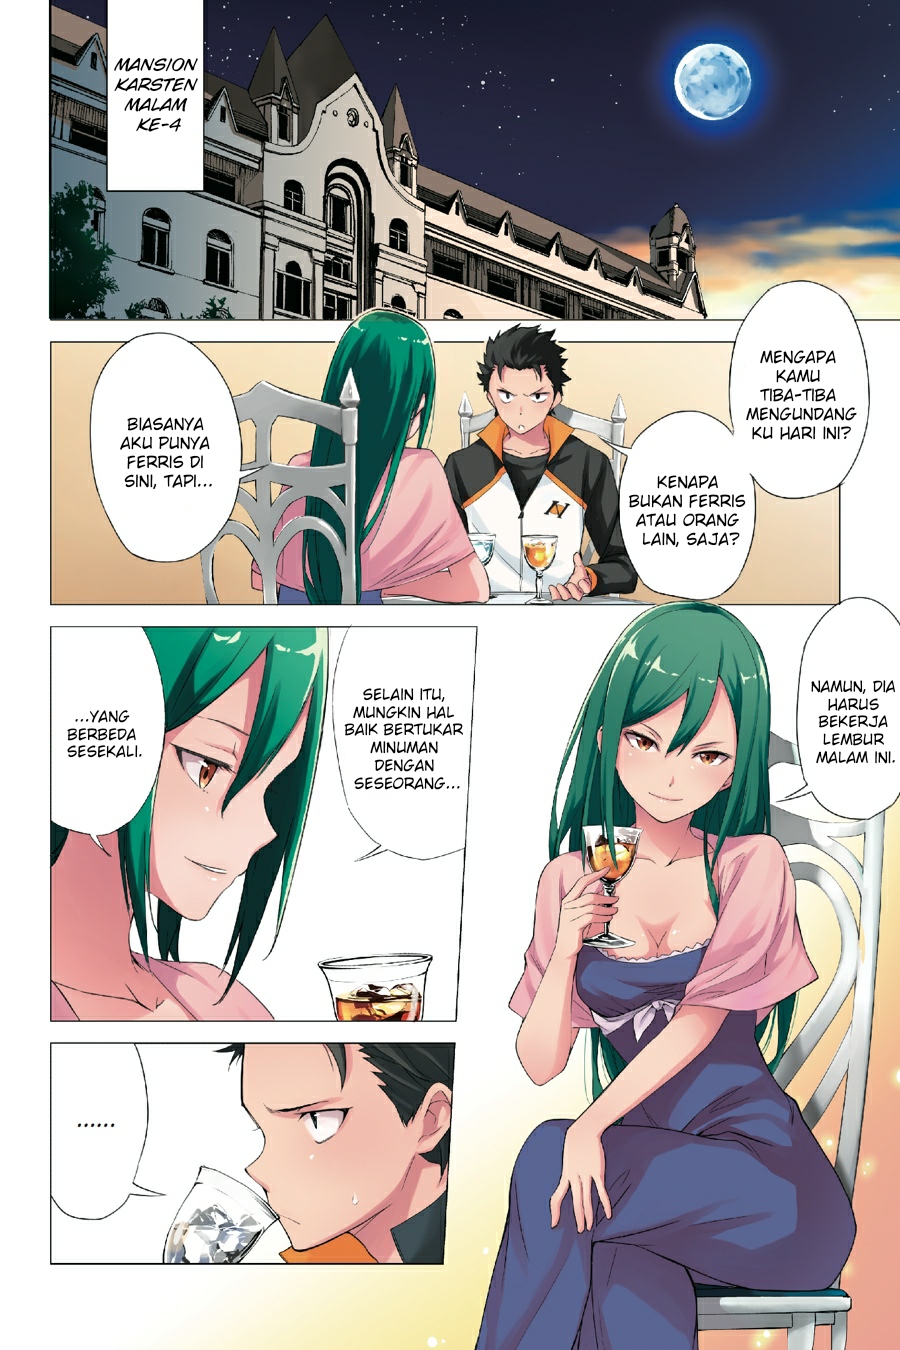 MANSION
KARSTEN
MALAM
KE-4
MENGAPA
KAMU
TIBA-TIBA
MENGUNDANG
KU HARI INI?
KENAPA
BUKAN FERRIS
ATAU ORANG
LAIN, SAJA?
BIASANYA
AKU PUNYA
FERRIS DI
SINI, TAPI...
NAMUN, DIA
HARUS
BEKERJA
LEMBUR
MALAM INI.
SELAIN ITU,
MUNGKIN HAL
BAIK BERTUKAR
MINUMAN
DENGAN
SESEORANG...
...YANG
BERBEDA
SESEKALI.
......